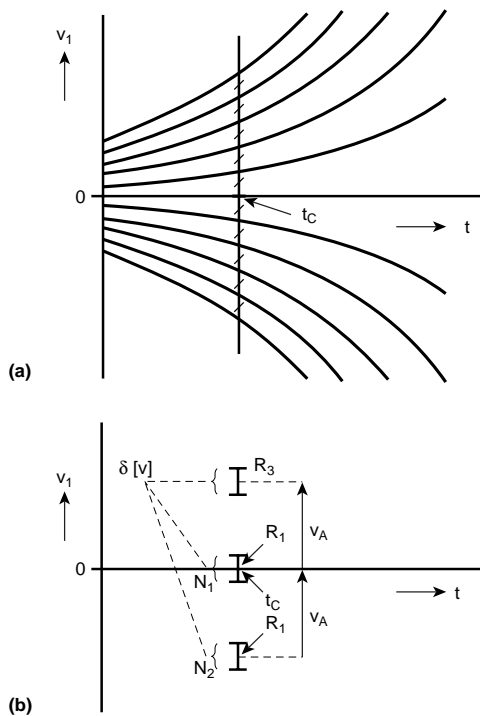 v1
0
tC
t
(a)
δ [v]
R3
v1
R1
vA
0
N1
tC
t
R1
vA
N2
(b)